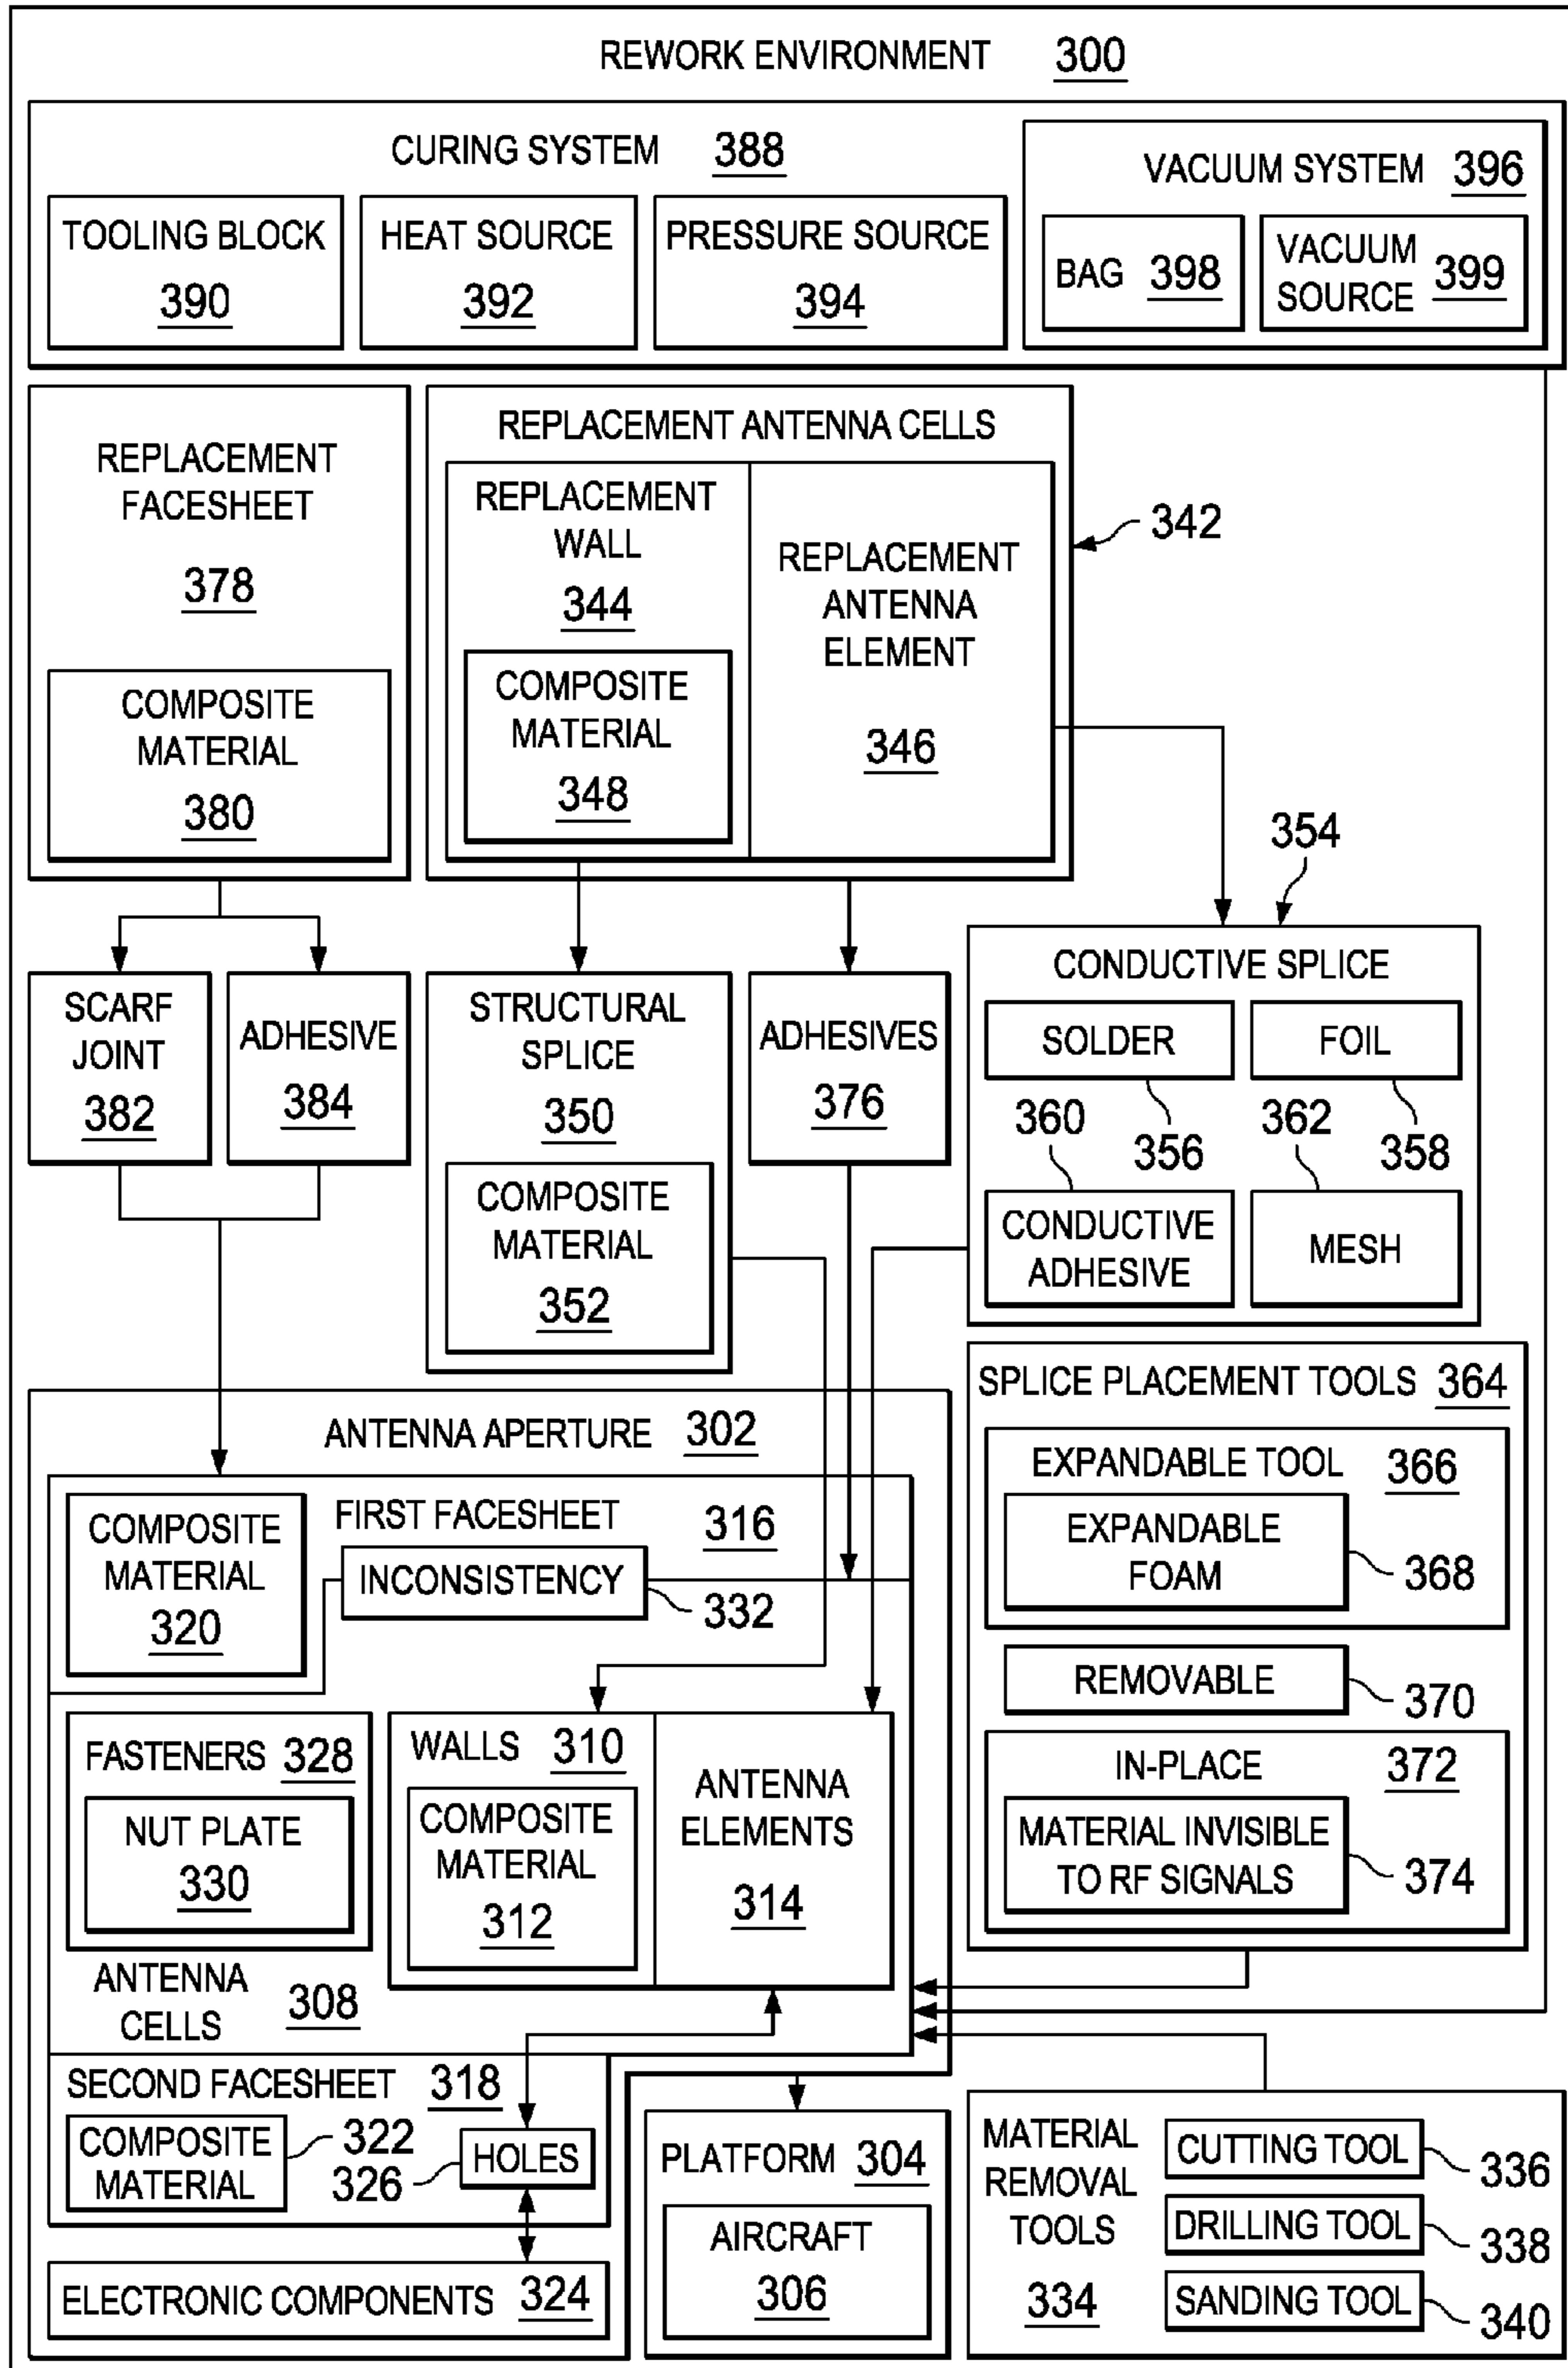 REWORK ENVIRONMENT 300
CURING SYSTEM 388
TOOLING BLOCK
390
HEAT SOURCE
392
PRESSURE SOURCE
394
VACUUM SYSTEM 396
BAG 398
VACUUM
SOURCE 399
REPLACEMENT
FACESHEET
378
COMPOSITE
MATERIAL
380
REPLACEMENT ANTENNA CELLS
REPLACEMENT
WALL
344
COMPOSITE
MATERIAL
348
REPLACEMENT
ANTENNA
ELEMENT
346
342
354
SCARF
JOINT
382
ADHESIVE
384
STRUCTURAL
SPLICE
350
COMPOSITE
MATERIAL
352
ADHESIVES
376
CONDUCTIVE SPLICE
SOLDER
FOIL
360
356
362
358
CONDUCTIVE
ADHESIVE
MESH
SPLICE PLACEMENT TOOLS 364
EXPANDABLE TOOL 366
EXPANDABLE
FOAM
368
REMOVABLE
370
IN-PLACE 372
MATERIAL INVISIBLE
TO RF SIGNALS
374
ANTENNA APERTURE 302
COMPOSITE
MATERIAL
320
FIRST FACESHEET
316
INCONSISTENCY
332
FASTENERS 328
NUT PLATE
330
WALLS 310
COMPOSITE
MATERIAL
312
ANTENNA
ELEMENTS
314
ANTENNA
CELLS 308
SECOND FACESHEET 318
COMPOSITE
MATERIAL
322
326
HOLES
ELECTRONIC COMPONENTS 324
PLATFORM 304
AIRCRAFT
306
MATERIAL
REMOVAL
TOOLS
334
CUTTING TOOL
336
DRILLING TOOL
338
SANDING TOOL
340